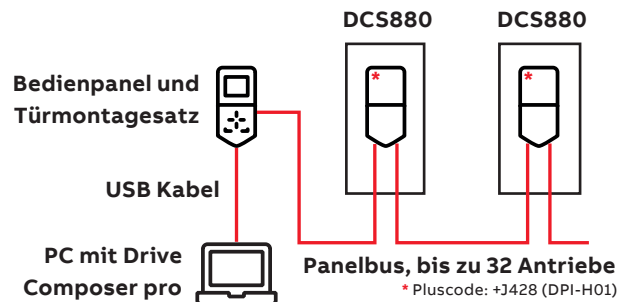 DCS880 DCS880
Bedienpanel und
Türmontagesatz
* *
USB Kabel
PC mit Drive
Composer pro
Panelbus, bis zu 32 Antriebe
* Pluscode: +J428 (DPI-H01)